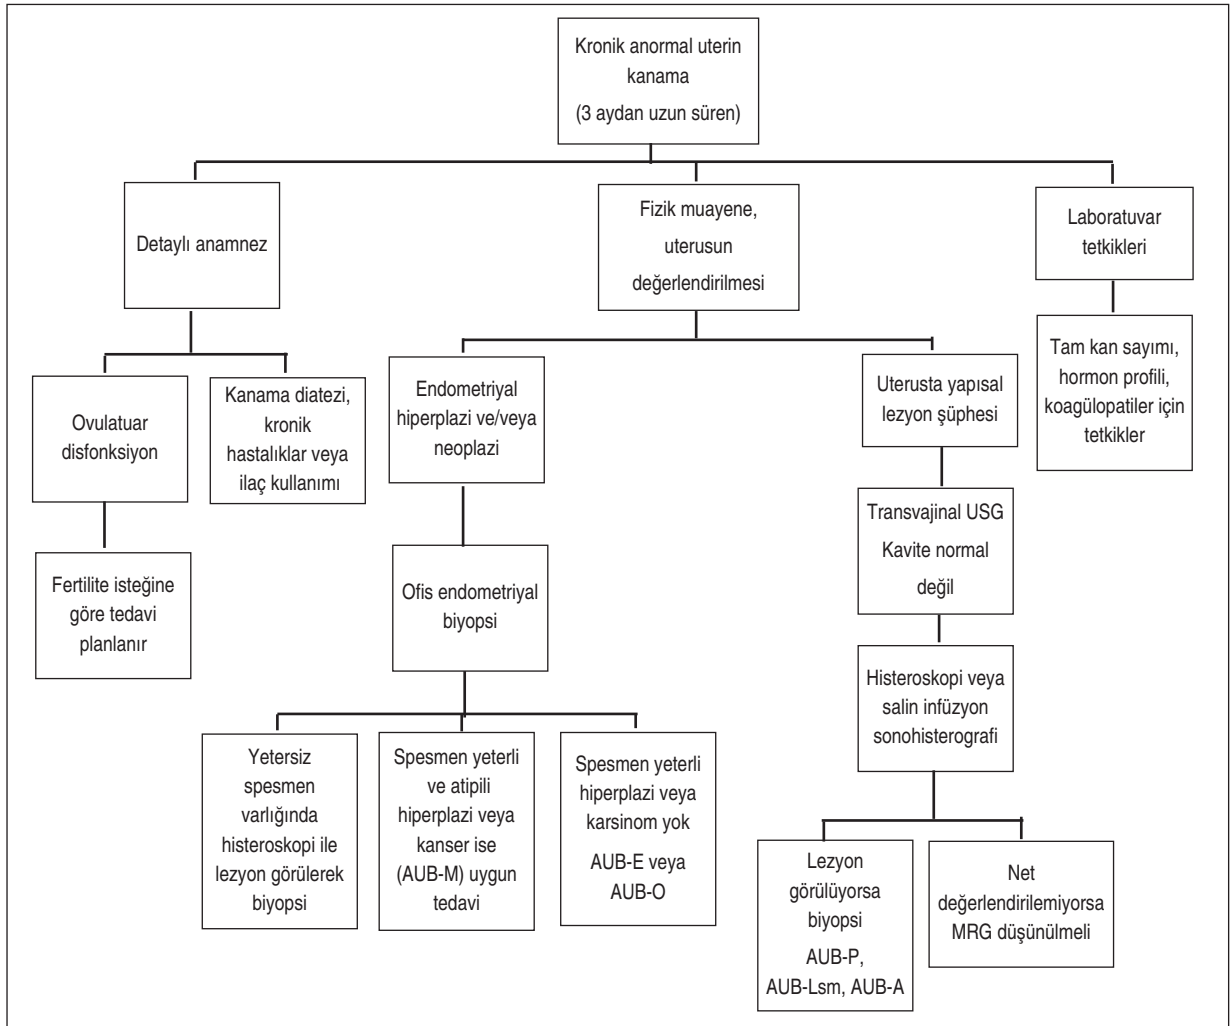 Kronik anormal uterin
kanama
(3 aydan uzun süren)
Detaylı anamnez
Fizik muayene,
uterusun
değerlendirilmesi
Laboratuvar
tetkikleri
Ovulatuar
disfonksiyon
Kanama diatezi,
kronik
hastalıklar veya
ilaç kullanımı
Endometriyal
hiperplazi ve/veya
neoplazi
Uterusta yapısal
lezyon şüphesi
Tam kan sayımı,
hormon profili,
koagülopatiler için
tetkikler
Fertilite isteğine
göre tedavi
planlanır
Ofis endometriyal
biyopsi
Transvajinal USG
Kavite normal
değil
Histeroskopi veya
salin infüzyon
sonohisterografi
Yetersiz
spesmen
varlığında
histeroskopi ile
lezyon görülerek
biyopsi
Spesmen yeterli
ve atipili
hiperplazi veya
kanser ise
(AUB-M) uygun
tedavi
Spesmen yeterli
hiperplazi veya
karsinom yok
AUB-E veya
AUB-O
Lezyon
görülüyorsa
biyopsi
AUB-P,
AUB-Lsm, AUB-A
Net
değerlendirilemiyorsa
MRG düşünülmeli